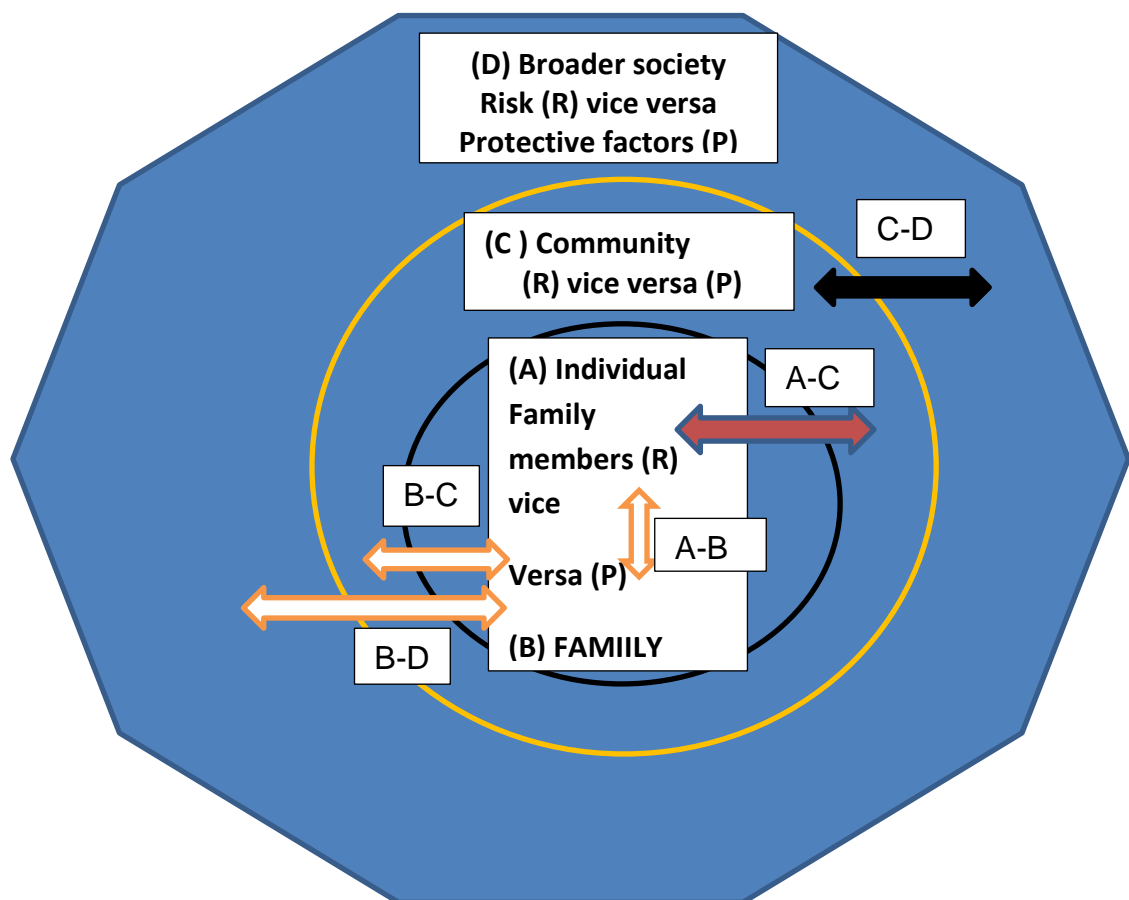 (D) Broader society
Risk (R) vice versa
Protective factors (P)
(C ) Community
(R) vice versa (P)
C-D
(A) Individual
Family
members (R)
vice
Versa (P)
(B) FAMIILY
A-C
B-C
A-B
B-D